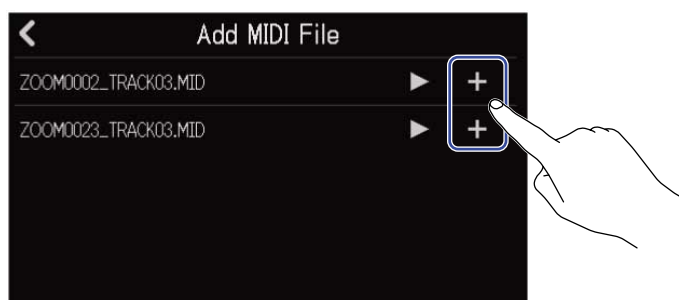 Add MIDI File
ZOOM0002_TRACK03.MID
ZOOM0023_TRACK03.MID